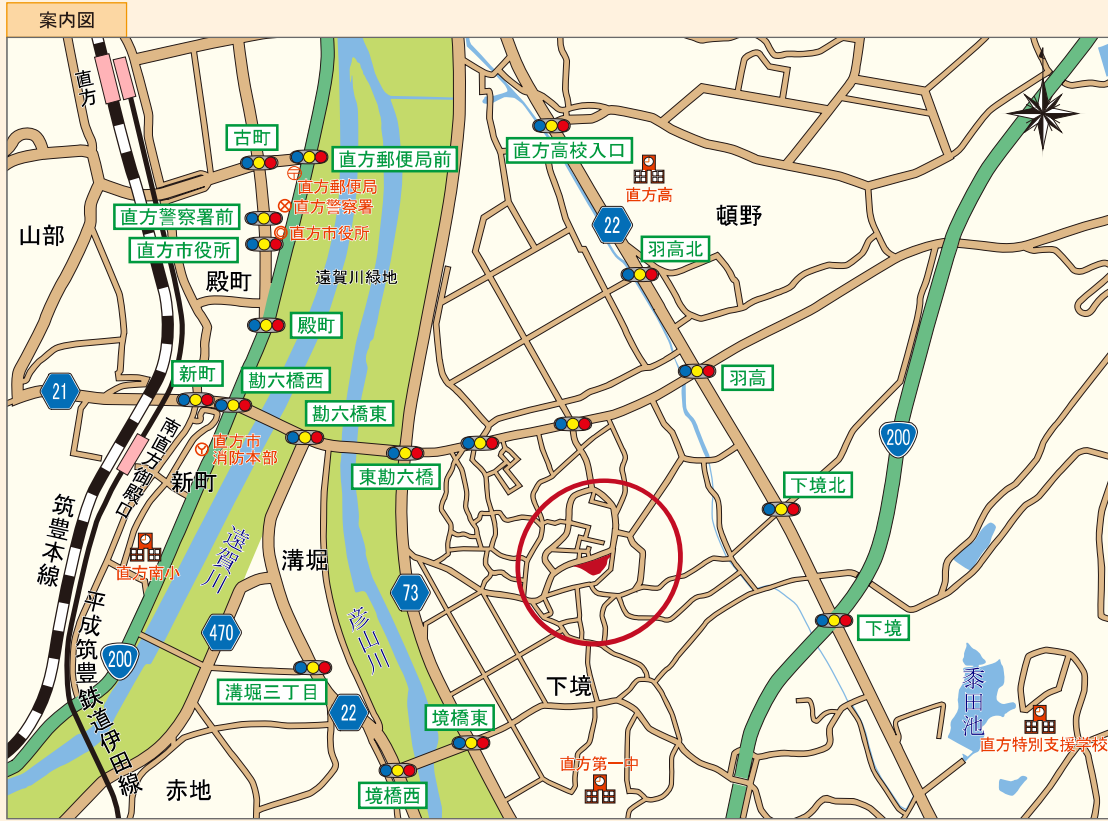 案内図
直方
古町
直方郵便局前
直方高校入口
直方郵便局
直方高
直方警察署
直方警察署前
頓野
22
直方市役所
山部
直方市役所
羽高北
遠賀川緑地
殿町
殿町
新町
勘六橋西
羽高
21
勘六橋東
南直方御殿口
直方市
消防本部
200
東勘六橋
新町
下境北
筑豊本線
遠賀川
溝堀
直方南小
73
平成筑豊鉄道伊田線
彦山川
470
下境
200
溝堀三丁目
下境
黍田池
22
境橋東
直方特別支援学校
直方第一中
赤地
境橋西